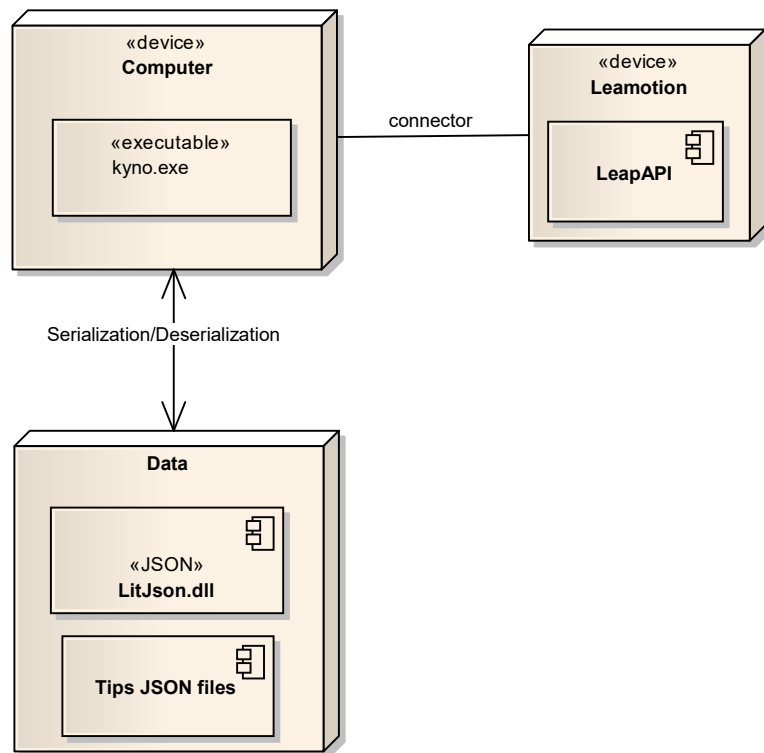 «device»
Computer
«executable»
kyno.exe
connector
«device»
Leamotion
LeapAPI
Serialization/Deserialization
Data
«JSON»
LitJson.dll
Tips JSON files